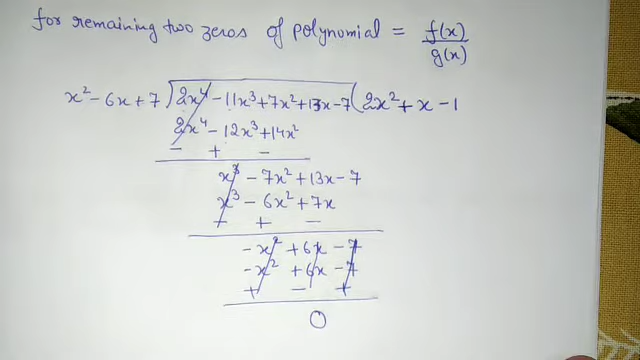 for remaining two zeros of polynomial = f(x)
g(x)
x² - 6x + 7 ) 2x⁴ - 11x³ + 7x² + 13x - 7 ( 2x² + x - 1
2x⁴ - 12x³ + 14x²
- + -
x³ - 7x² + 13x - 7
x³ - 6x² + 7x
- + -
-x² + 6x - 7
-x² + 6x - 7
+ - +
0